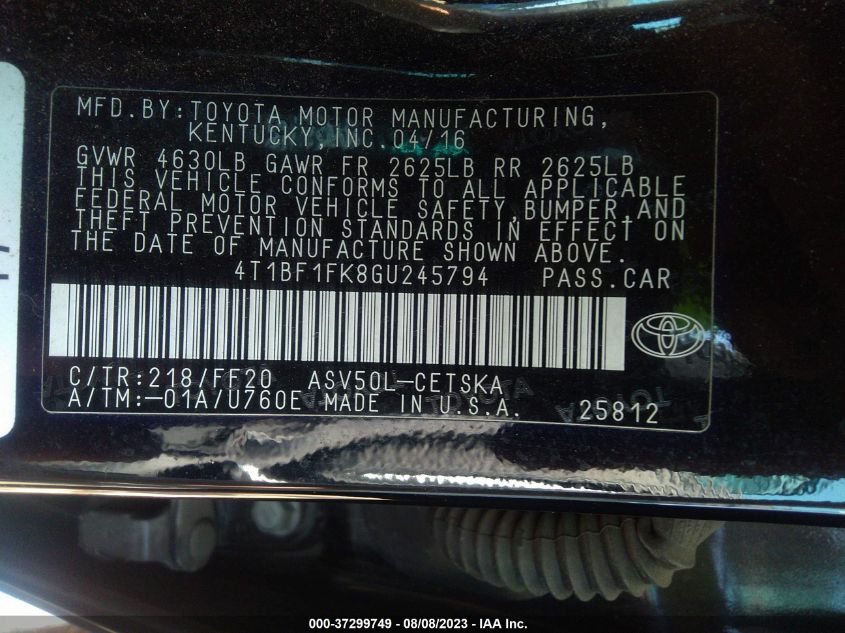 MFD.BY:TOYOTA MOTOR MANUFACTURING,
KENTUCKY,INC.04/16
GVWR 4630LB GAWR FR 2625LB RR 2625LB
THIS VEHICLE CONFORMS TO ALL APPLICABLE
FEDERAL MOTOR VEHICLE SAFETY,BUMPER,AND
THEFT PREVENTION STANDARDS IN EFFECT ON
THE DATE OF MANUFACTURE SHOWN ABOVE.
4T1BF1FK8GU245794 PASS.CAR
C/TR:218/FF20 ASV50L-CETSKA
A/TM:-01A/U760E MADE IN U.S.A. 25812
000-37299749 - 08/08/2023 - IAA Inc.